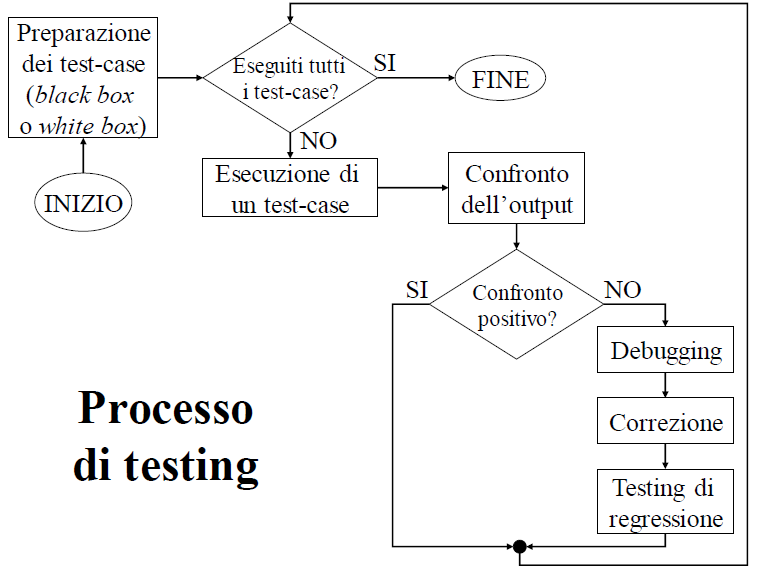 Preparazione
dei test-case
(black box
o white box)
INIZIO
Eseguiti tutti
i test-case?
SI
FINE
NO
Esecuzione di
un test-case
Confronto
dell’output
Confronto
positivo?
SI
NO
Debugging
Correzione
Testing di
regressione
Processo
di testing